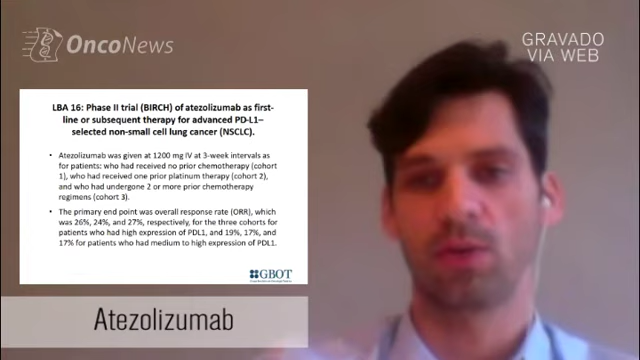 OncoNews
GRAVADO
VIA WEB
LBA 16: Phase II trial (BIRCH) of atezolizumab as first-
line or subsequent therapy for advanced PD-L1–
selected non-small cell lung cancer (NSCLC).
• Atezolizumab was given at 1200 mg IV at 3-week intervals as
for patients: who had received no prior chemotherapy (cohort
1), who had received one prior platinum therapy (cohort 2),
and who had undergone 2 or more prior chemotherapy
regimens (cohort 3).
• The primary end point was overall response rate (ORR), which
was 26%, 24%, and 27%, respectively, for the three cohorts for
patients who had high expression of PDL1, and 19%, 17%, and
17% for patients who had medium to high expression of PDL1.
GBOT
Atezolizumab